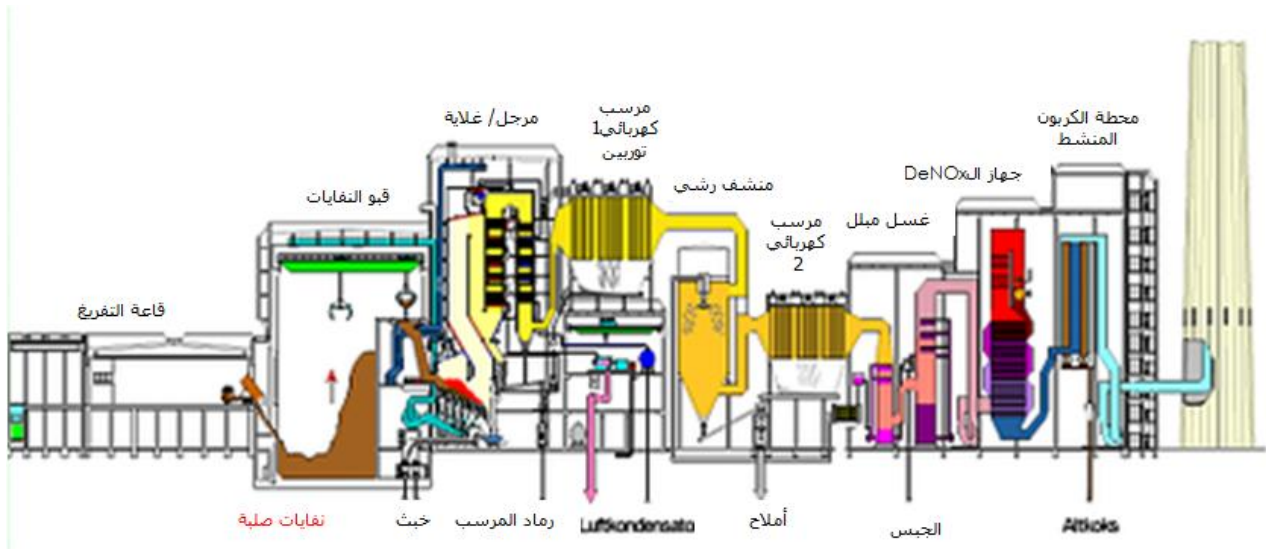 مرسب
كهربائي1
توربين
مرجل/ غلاية
محطة الكربون
المنشط
جهاز الـDeNOx
منشف رشي
قبو النفايات
مرسب
كهربائي
2
غسل مبلل
قاعة التفريغ
نفايات صلبة
خبث
رماد المرسب
Luftkondensato
أملاح
الجبس
Altkoks